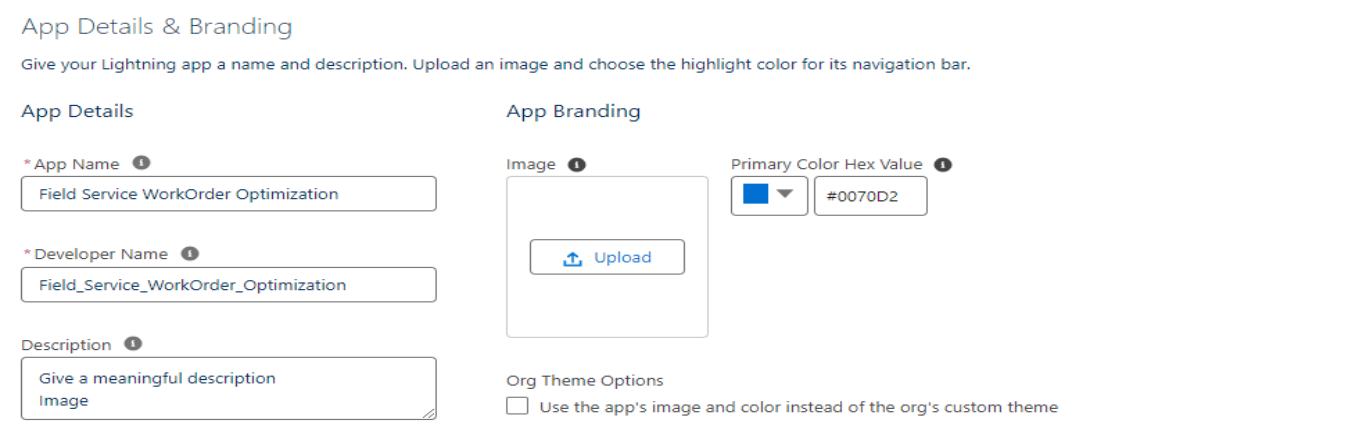 App Details & Branding
Give your Lightning app a name and description. Upload an image and choose the highlight color for its navigation bar.
App Details
* App Name
Field Service WorkOrder Optimization
* Developer Name
Field_Service_WorkOrder_Optimization
Description
Give a meaningful description
Image
App Branding
Image
Upload
Primary Color Hex Value
#0070D2
Org Theme Options
Use the app's image and color instead of the org's custom theme